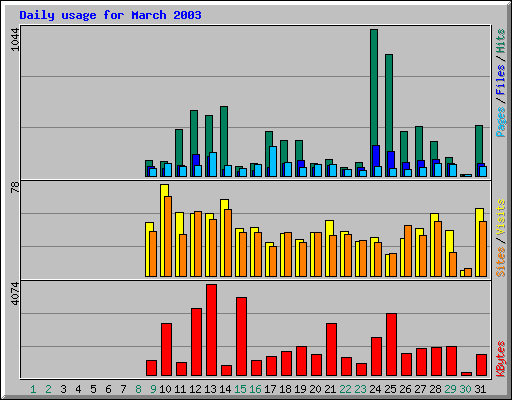 Daily usage for March 2003
1044
Pages / Files / Hits
78
Sites / Visits
4074
KBytes
1 2 3 4 5 6 7 8 9 10 11 12 13 14 15 16 17 18 19 20 21 22 23 24 25 26 27 28 29 30 31